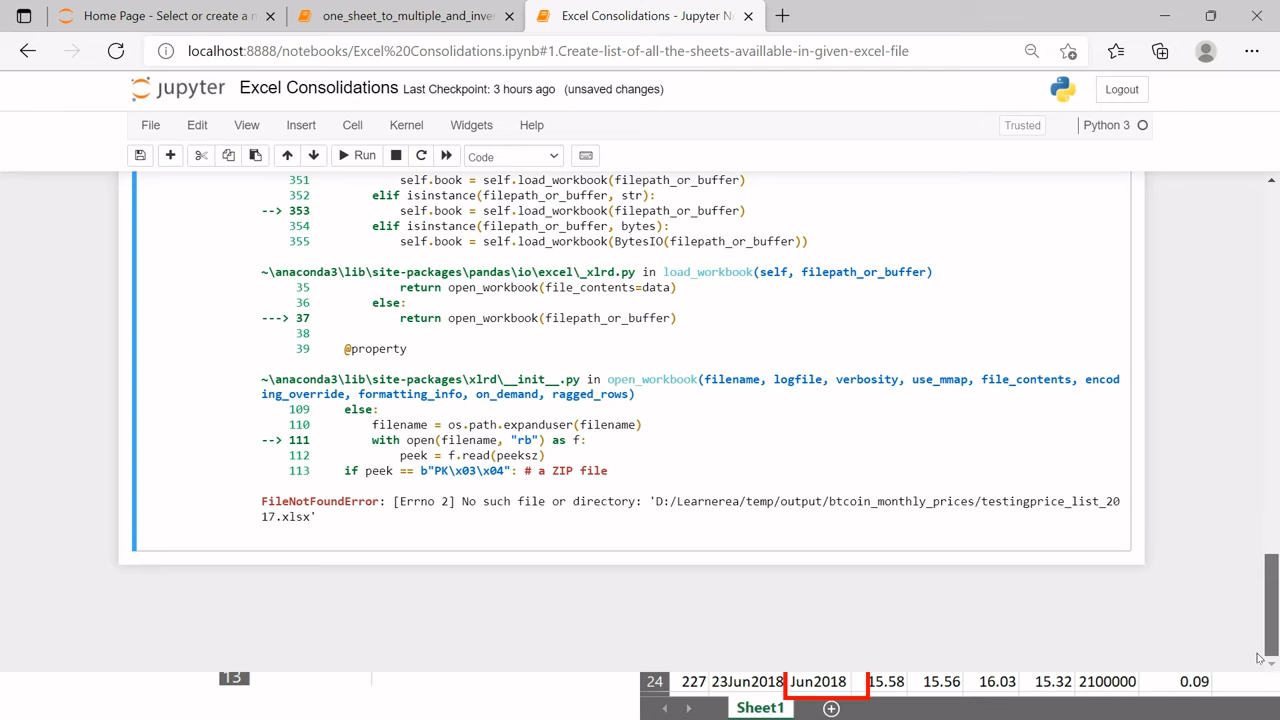 Home Page - Select or create a n
one_sheet_to_multiple_and_inver
Excel Consolidations - Jupyter N
localhost:8888/notebooks/Excel%20Consolidations.ipynb#1.Create-list-of-all-the-sheets-availlable-in-given-excel-file
jupyter Excel Consolidations Last Checkpoint: 3 hours ago (unsaved changes)
Logout
File Edit View Insert Cell Kernel Widgets Help
Trusted
Python 3
Run
Code
351 self.book = self.load_workbook(filepath_or_buffer)
352 elif isinstance(filepath_or_buffer, str):
--> 353 self.book = self.load_workbook(filepath_or_buffer)
354 elif isinstance(filepath_or_buffer, bytes):
355 self.book = self.load_workbook(BytesIO(filepath_or_buffer))
~\anaconda3\lib\site-packages\pandas\io\excel\_xlrd.py in load_workbook(self, filepath_or_buffer)
35 return open_workbook(file_contents=data)
36 else:
---> 37 return open_workbook(filepath_or_buffer)
38
39 @property
~\anaconda3\lib\site-packages\xlrd\__init__.py in open_workbook(filename, logfile, verbosity, use_mmap, file_contents, encod
ing_override, formatting_info, on_demand, ragged_rows)
109 else:
110 filename = os.path.expanduser(filename)
--> 111 with open(filename, "rb") as f:
112 peek = f.read(peeksz)
113 if peek == b"PK\x03\x04": # a ZIP file
FileNotFoundError: [Errno 2] No such file or directory: 'D:/Learnerea/temp/output/btcoin_monthly_prices/testingprice_list_20
17.xlsx'
13
24 227 23Jun2018 Jun2018 15.58 15.56 16.03 15.32 2100000 0.09
Sheet1